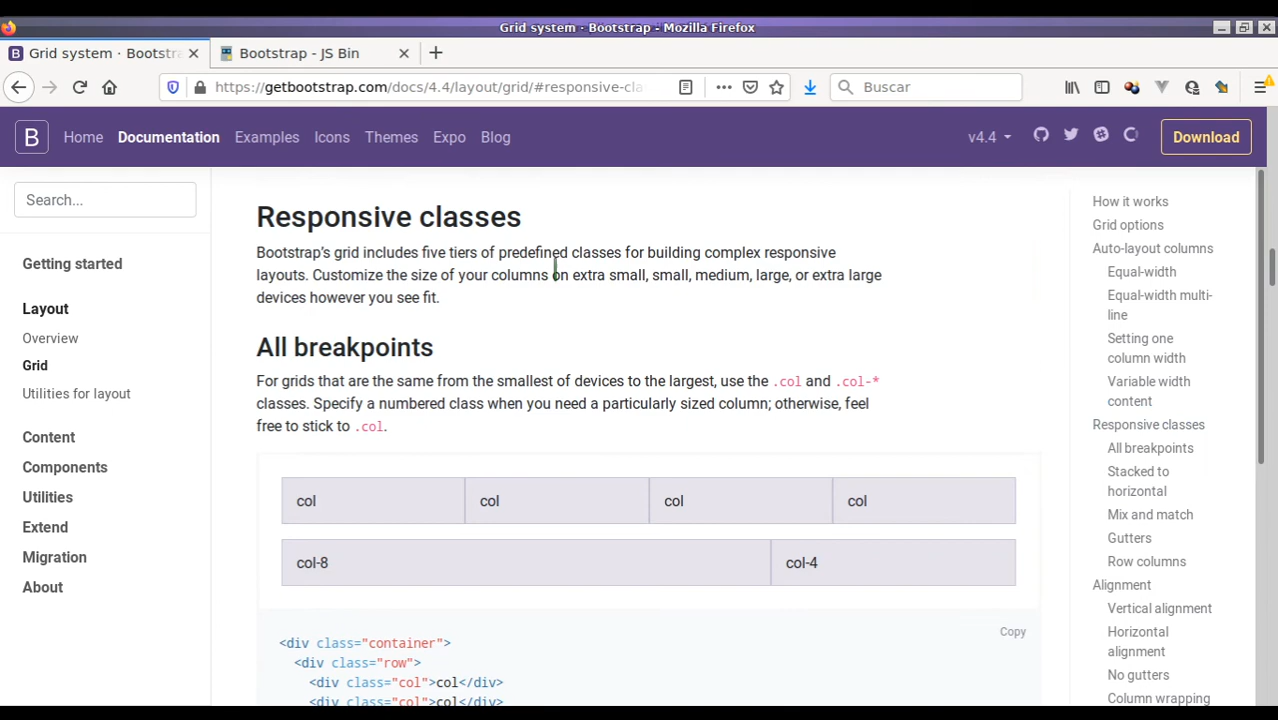 Grid system · Bootstrap - Mozilla Firefox
B Grid system · Bootstra
Bootstrap - JS Bin
https://getbootstrap.com/docs/4.4/layout/grid/#responsive-cla
Buscar
B
Home
Documentation
Examples
Icons
Themes
Expo
Blog
v4.4
Download
Search...
Getting started
Layout
Overview
Grid
Utilities for layout
Content
Components
Utilities
Extend
Migration
About
Responsive classes
Bootstrap's grid includes five tiers of predefined classes for building complex responsive
layouts. Customize the size of your columns on extra small, small, medium, large, or extra large
devices however you see fit.
All breakpoints
For grids that are the same from the smallest of devices to the largest, use the .col and .col-*
classes. Specify a numbered class when you need a particularly sized column; otherwise, feel
free to stick to .col.
col
col
col
col
col-8
col-4
Copy
<div class="container">
<div class="row">
<div class="col">col</div>
<div class="col">col</div>
How it works
Grid options
Auto-layout columns
Equal-width
Equal-width multi-
line
Setting one
column width
Variable width
content
Responsive classes
All breakpoints
Stacked to
horizontal
Mix and match
Gutters
Row columns
Alignment
Vertical alignment
Horizontal
alignment
No gutters
Column wrapping